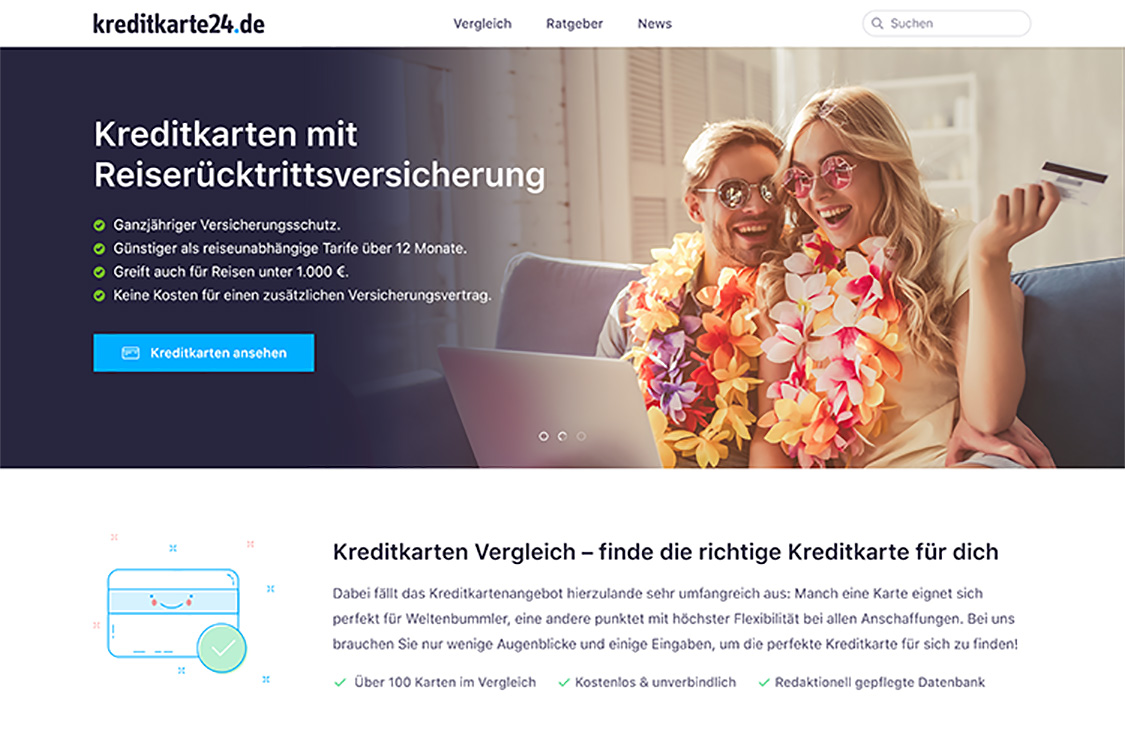 kreditkarte24.de
Vergleich
Ratgeber
News
Suchen
Kreditkarten mit
Reiserücktrittsversicherung
Ganzjähriger Versicherungsschutz.
Günstiger als reiseunabhängige Tarife über 12 Monate.
Greift auch für Reisen unter 1.000 €.
Keine Kosten für einen zusätzlichen Versicherungsvertrag.
Kreditkarten ansehen
Kreditkarten Vergleich – finde die richtige Kreditkarte für dich
Dabei fällt das Kreditkartenangebot hierzulande sehr umfangreich aus: Manch eine Karte eignet sich
perfekt für Weltenbummler, eine andere punktet mit höchster Flexibilität bei allen Anschaffungen. Bei uns
brauchen Sie nur wenige Augenblicke und einige Eingaben, um die perfekte Kreditkarte für sich zu finden!
Über 100 Karten im Vergleich
Kostenlos & unverbindlich
Redaktionell gepflegte Datenbank